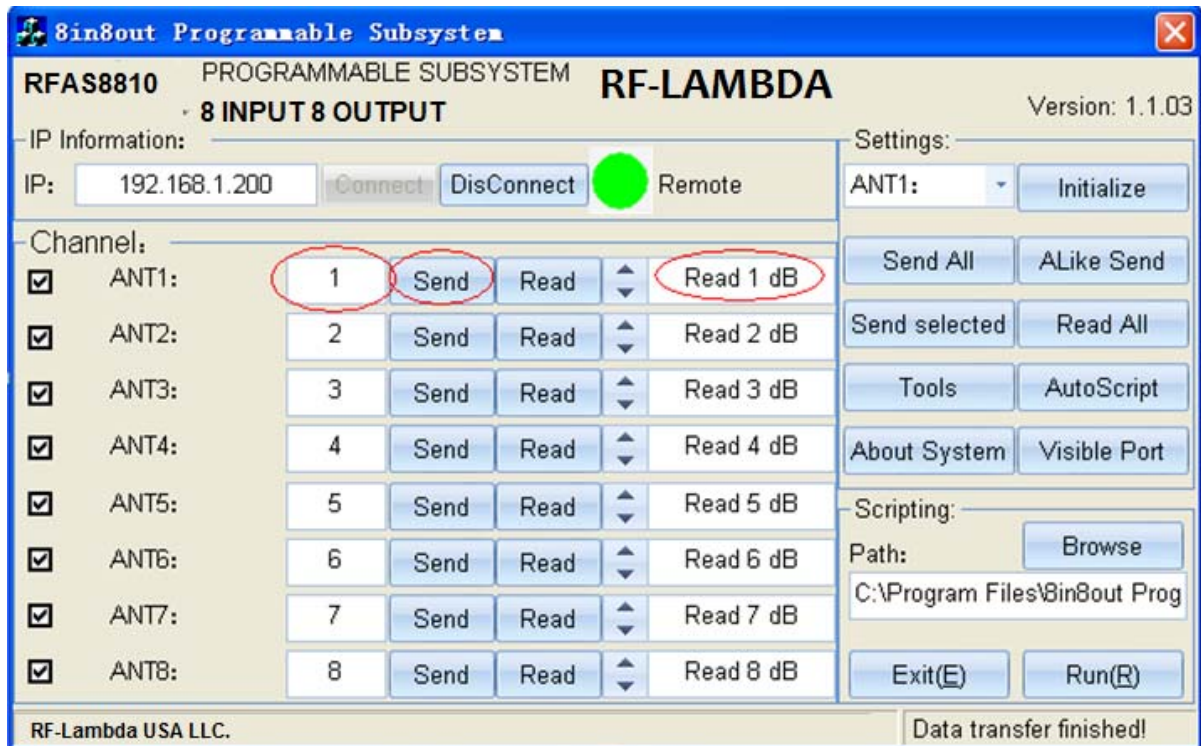 8in8out Programmable Subsystem
RFAS8810
PROGRAMMABLE SUBSYSTEM
8 INPUT 8 OUTPUT
RF-LAMBDA
Version: 1.1.03
IP Information:
IP: 192.168.1.200 Connect DisConnect Remote
Channel:
ANT1: 1 Send Read Read 1 dB
ANT2: 2 Send Read Read 2 dB
ANT3: 3 Send Read Read 3 dB
ANT4: 4 Send Read Read 4 dB
ANT5: 5 Send Read Read 5 dB
ANT6: 6 Send Read Read 6 dB
ANT7: 7 Send Read Read 7 dB
ANT8: 8 Send Read Read 8 dB
Settings:
ANT1: Initialize
Send All ALike Send
Send selected Read All
Tools AutoScript
About System Visible Port
Scripting:
Path: Browse
C:\Program Files\8in8out Prog
Exit(E) Run(R)
RF-Lambda USA LLC.
Data transfer finished!